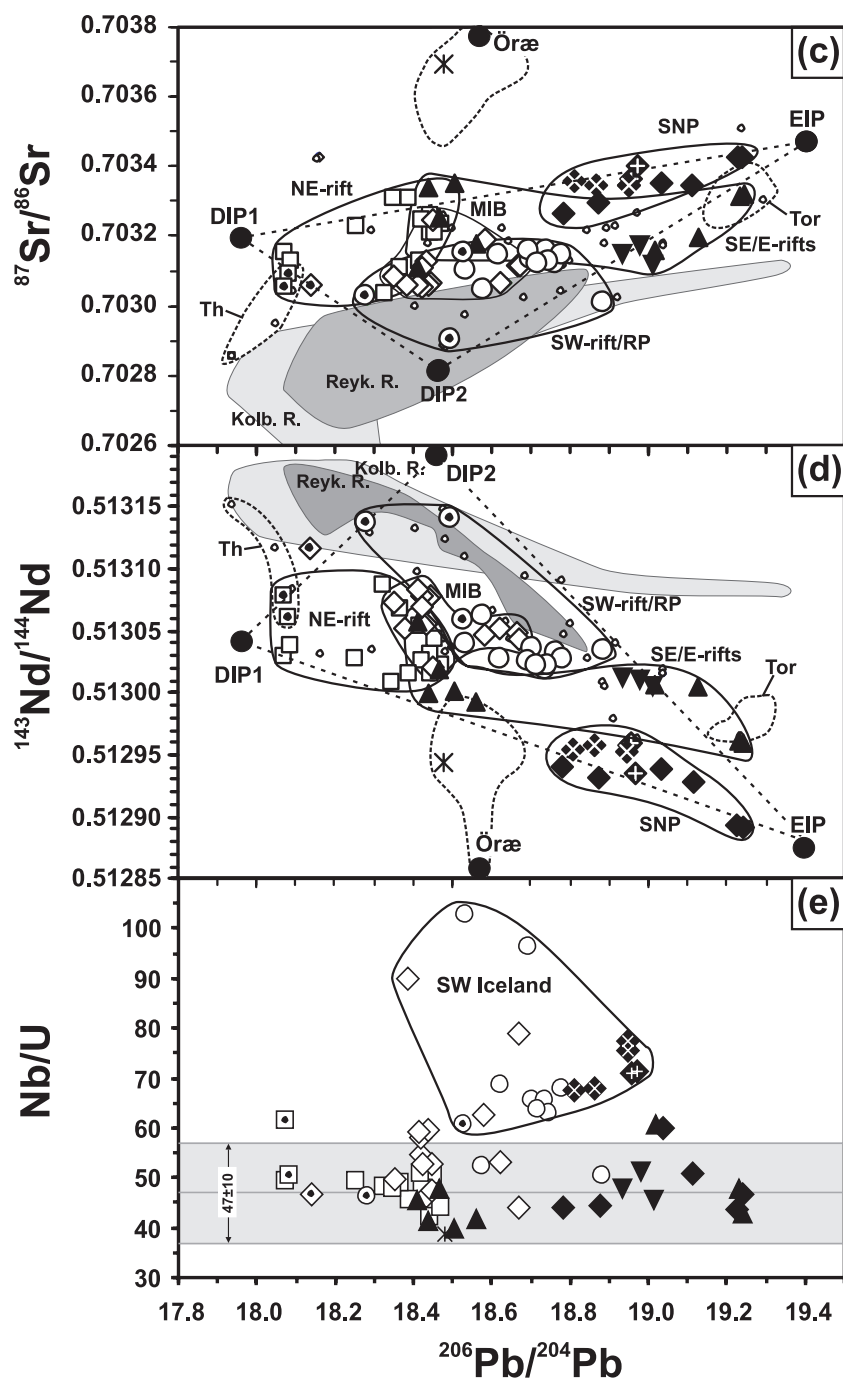 (c)
0.7038
0.7036
0.7034
0.7032
0.7030
0.7028
0.7026
87Sr/86Sr
Öræ
EIP
SNP
NE-rift
MIB
DIP1
Tor
SE/E-rifts
Th
SW-rift/RP
Reyk. R.
DIP2
Kolb. R.
(d)
0.51315
0.51310
0.51305
0.51300
0.51295
0.51290
0.51285
143Nd/144Nd
DIP2
Kolb. R.
Reyk. R.
Th
MIB
NE-rift
SW-rift/RP
DIP1
SE/E-rifts
Tor
SNP
EIP
Öræ
(e)
100
90
80
70
60
50
40
30
Nb/U
SW Iceland
47±10
17.8 18.0 18.2 18.4 18.6 18.8 19.0 19.2 19.4
206Pb/204Pb